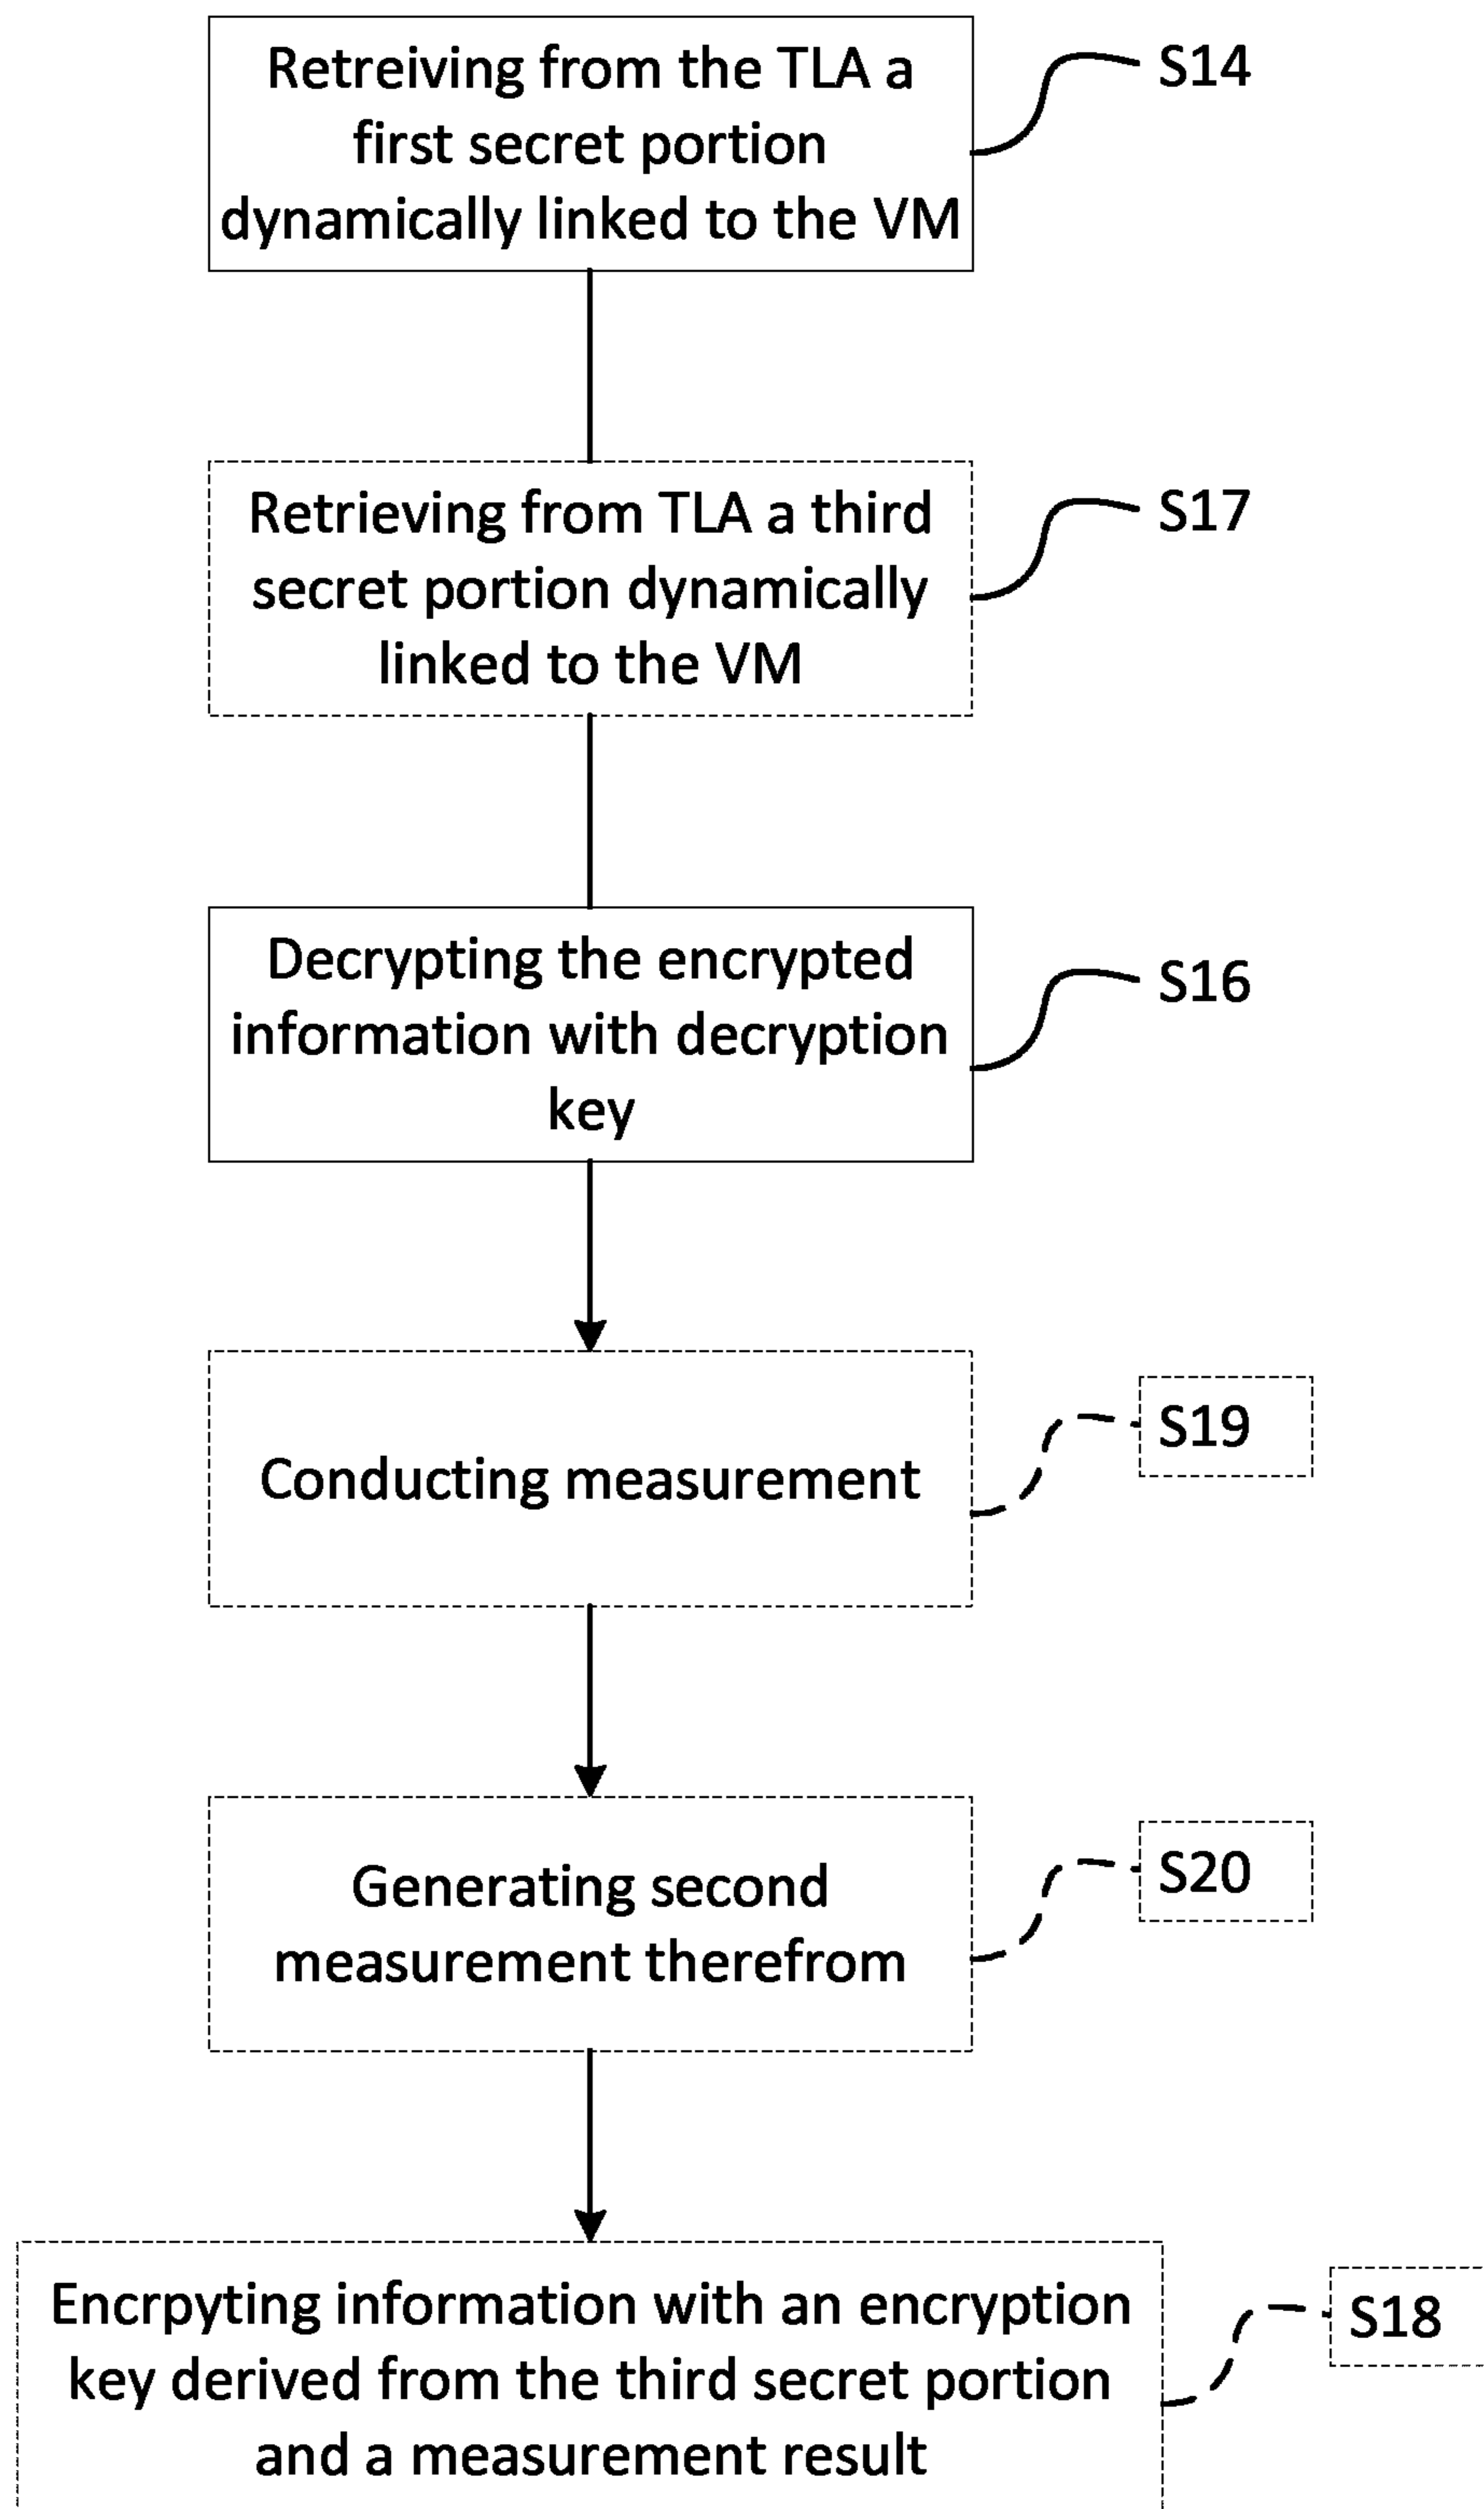 Retreiving from the TLA a
first secret portion
dynamically linked to the VM
S14
Retrieving from TLA a third
secret portion dynamically
linked to the VM
S17
Decrypting the encrypted
information with decryption
key
S16
Conducting measurement
S19
Generating second
measurement therefrom
S20
Encrpyting information with an encryption
key derived from the third secret portion
and a measurement result
S18